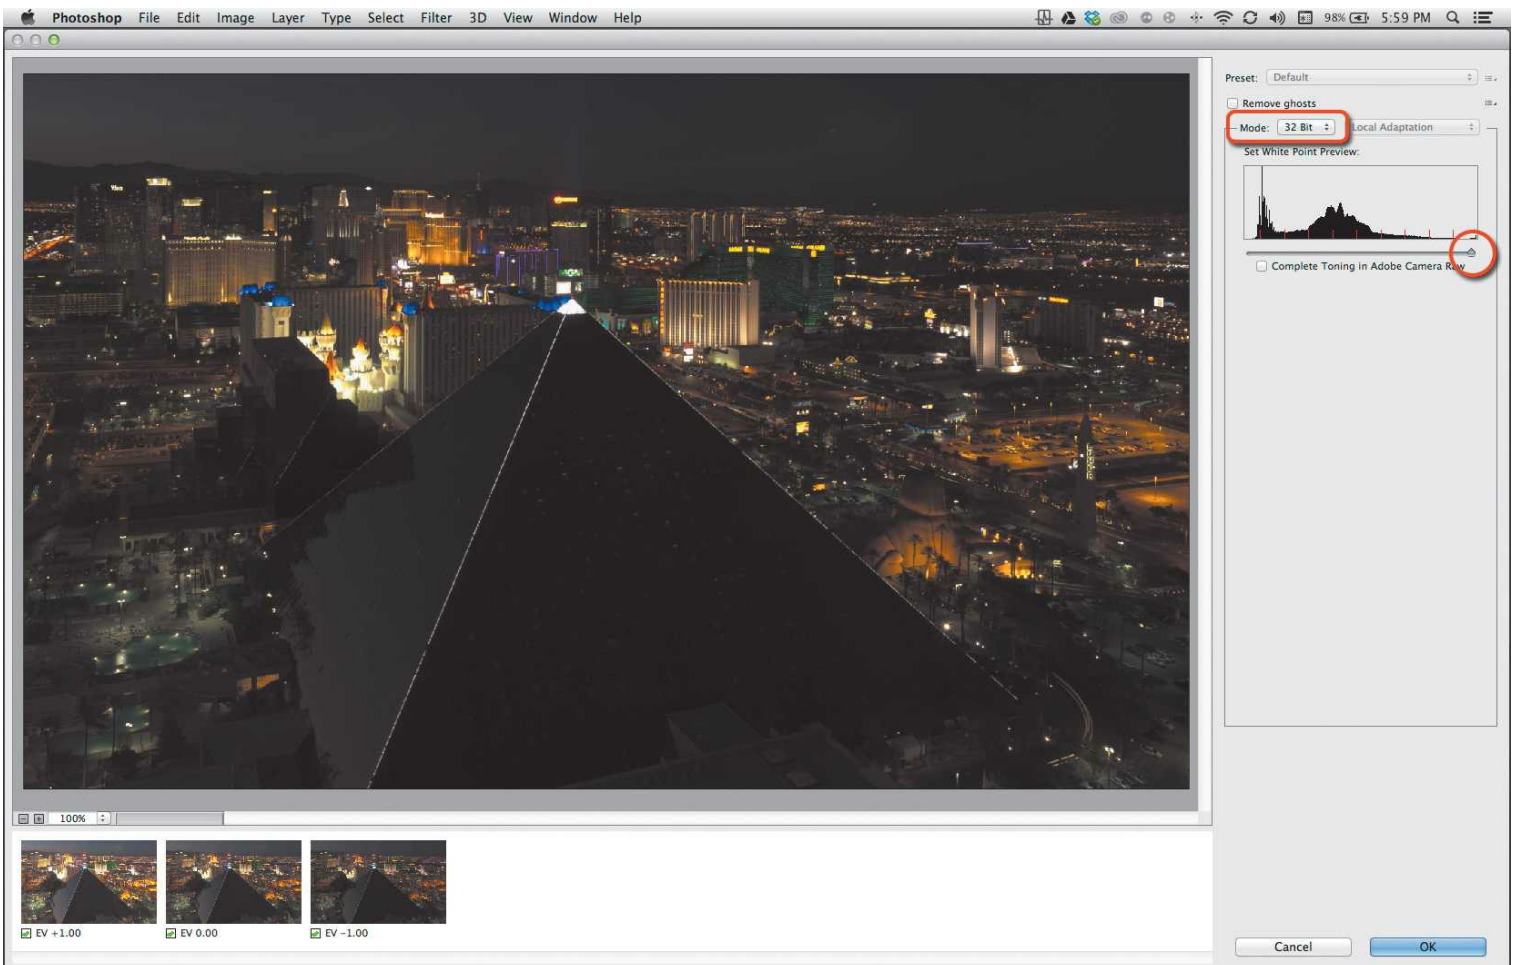 Photoshop File Edit Image Layer Type Select Filter 3D View Window Help 98% 5:59 PM
Preset: Default
Remove ghosts
Mode: 32 Bit Local Adaptation
Set White Point Preview:
Complete Toning in Adobe Camera Raw
100%
EV +1.00 EV 0.00 EV -1.00
Cancel OK